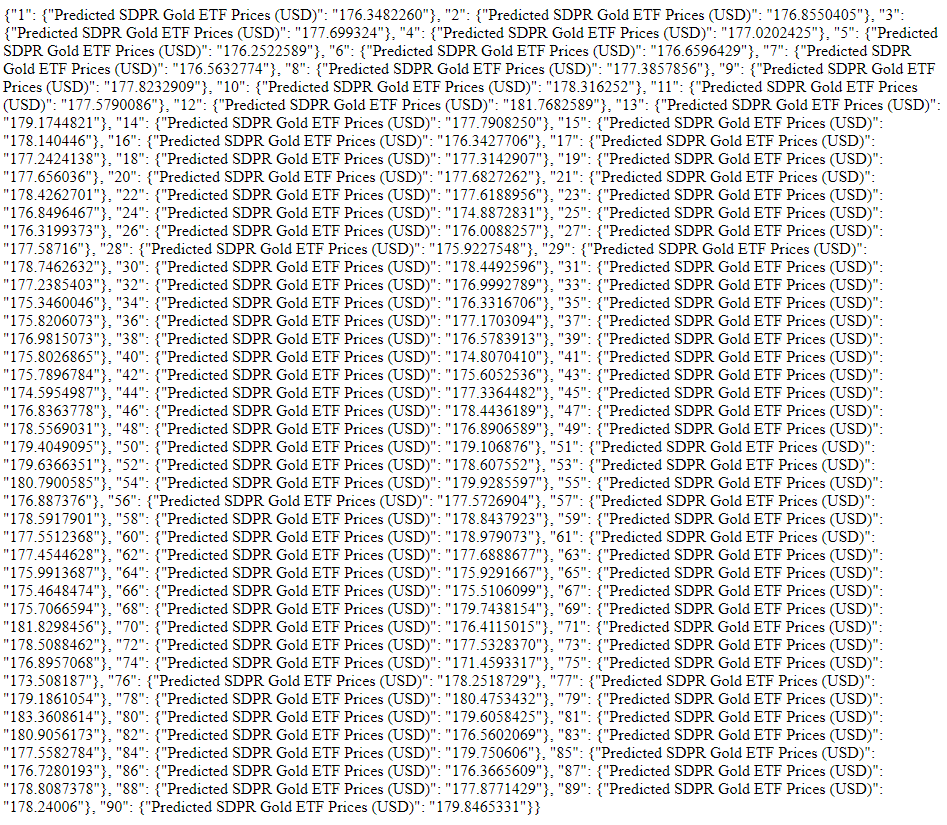 {"1": {"Predicted SDPR Gold ETF Prices (USD)": "176.3482260"}, "2": {"Predicted SDPR Gold ETF Prices (USD)": "176.8550405"}, "3":
{"Predicted SDPR Gold ETF Prices (USD)": "177.699324"}, "4": {"Predicted SDPR Gold ETF Prices (USD)": "177.0202425"}, "5": {"Predicted
SDPR Gold ETF Prices (USD)": "176.2522589"}, "6": {"Predicted SDPR Gold ETF Prices (USD)": "176.6596429"}, "7": {"Predicted SDPR
Gold ETF Prices (USD)": "176.5632774"}, "8": {"Predicted SDPR Gold ETF Prices (USD)": "177.3857856"}, "9": {"Predicted SDPR Gold ETF
Prices (USD)": "177.8232909"}, "10": {"Predicted SDPR Gold ETF Prices (USD)": "178.316252"}, "11": {"Predicted SDPR Gold ETF Prices
(USD)": "177.5790086"}, "12": {"Predicted SDPR Gold ETF Prices (USD)": "181.7682589"}, "13": {"Predicted SDPR Gold ETF Prices (USD)":
"179.1744821"}, "14": {"Predicted SDPR Gold ETF Prices (USD)": "177.7908250"}, "15": {"Predicted SDPR Gold ETF Prices (USD)":
"178.140446"}, "16": {"Predicted SDPR Gold ETF Prices (USD)": "176.3427706"}, "17": {"Predicted SDPR Gold ETF Prices (USD)":
"177.2424138"}, "18": {"Predicted SDPR Gold ETF Prices (USD)": "177.3142907"}, "19": {"Predicted SDPR Gold ETF Prices (USD)":
"177.656036"}, "20": {"Predicted SDPR Gold ETF Prices (USD)": "177.6827262"}, "21": {"Predicted SDPR Gold ETF Prices (USD)":
"178.4262701"}, "22": {"Predicted SDPR Gold ETF Prices (USD)": "177.6188956"}, "23": {"Predicted SDPR Gold ETF Prices (USD)":
"176.8496467"}, "24": {"Predicted SDPR Gold ETF Prices (USD)": "174.8872831"}, "25": {"Predicted SDPR Gold ETF Prices (USD)":
"176.3199373"}, "26": {"Predicted SDPR Gold ETF Prices (USD)": "176.0088257"}, "27": {"Predicted SDPR Gold ETF Prices (USD)":
"177.58716"}, "28": {"Predicted SDPR Gold ETF Prices (USD)": "175.9227548"}, "29": {"Predicted SDPR Gold ETF Prices (USD)":
"178.7462632"}, "30": {"Predicted SDPR Gold ETF Prices (USD)": "178.4492596"}, "31": {"Predicted SDPR Gold ETF Prices (USD)":
"177.2385403"}, "32": {"Predicted SDPR Gold ETF Prices (USD)": "176.9992789"}, "33": {"Predicted SDPR Gold ETF Prices (USD)":
"175.3460046"}, "34": {"Predicted SDPR Gold ETF Prices (USD)": "176.3316706"}, "35": {"Predicted SDPR Gold ETF Prices (USD)":
"175.8206073"}, "36": {"Predicted SDPR Gold ETF Prices (USD)": "177.1703094"}, "37": {"Predicted SDPR Gold ETF Prices (USD)":
"176.9815073"}, "38": {"Predicted SDPR Gold ETF Prices (USD)": "176.5783913"}, "39": {"Predicted SDPR Gold ETF Prices (USD)":
"175.8026865"}, "40": {"Predicted SDPR Gold ETF Prices (USD)": "174.8070410"}, "41": {"Predicted SDPR Gold ETF Prices (USD)":
"175.7896784"}, "42": {"Predicted SDPR Gold ETF Prices (USD)": "175.6052536"}, "43": {"Predicted SDPR Gold ETF Prices (USD)":
"174.5954987"}, "44": {"Predicted SDPR Gold ETF Prices (USD)": "177.3364482"}, "45": {"Predicted SDPR Gold ETF Prices (USD)":
"176.8363778"}, "46": {"Predicted SDPR Gold ETF Prices (USD)": "178.4436189"}, "47": {"Predicted SDPR Gold ETF Prices (USD)":
"178.5569031"}, "48": {"Predicted SDPR Gold ETF Prices (USD)": "176.8906589"}, "49": {"Predicted SDPR Gold ETF Prices (USD)":
"179.4049095"}, "50": {"Predicted SDPR Gold ETF Prices (USD)": "179.106876"}, "51": {"Predicted SDPR Gold ETF Prices (USD)":
"179.6366351"}, "52": {"Predicted SDPR Gold ETF Prices (USD)": "178.607552"}, "53": {"Predicted SDPR Gold ETF Prices (USD)":
"180.7900585"}, "54": {"Predicted SDPR Gold ETF Prices (USD)": "179.9285597"}, "55": {"Predicted SDPR Gold ETF Prices (USD)":
"176.887376"}, "56": {"Predicted SDPR Gold ETF Prices (USD)": "177.5726904"}, "57": {"Predicted SDPR Gold ETF Prices (USD)":
"178.5917901"}, "58": {"Predicted SDPR Gold ETF Prices (USD)": "178.8437923"}, "59": {"Predicted SDPR Gold ETF Prices (USD)":
"177.5512368"}, "60": {"Predicted SDPR Gold ETF Prices (USD)": "178.979073"}, "61": {"Predicted SDPR Gold ETF Prices (USD)":
"177.4544628"}, "62": {"Predicted SDPR Gold ETF Prices (USD)": "177.6888677"}, "63": {"Predicted SDPR Gold ETF Prices (USD)":
"175.9913687"}, "64": {"Predicted SDPR Gold ETF Prices (USD)": "175.9291667"}, "65": {"Predicted SDPR Gold ETF Prices (USD)":
"175.4648474"}, "66": {"Predicted SDPR Gold ETF Prices (USD)": "175.5106099"}, "67": {"Predicted SDPR Gold ETF Prices (USD)":
"175.7066594"}, "68": {"Predicted SDPR Gold ETF Prices (USD)": "179.7438154"}, "69": {"Predicted SDPR Gold ETF Prices (USD)":
"181.8298456"}, "70": {"Predicted SDPR Gold ETF Prices (USD)": "176.4115015"}, "71": {"Predicted SDPR Gold ETF Prices (USD)":
"178.5088462"}, "72": {"Predicted SDPR Gold ETF Prices (USD)": "177.5328370"}, "73": {"Predicted SDPR Gold ETF Prices (USD)":
"176.8957068"}, "74": {"Predicted SDPR Gold ETF Prices (USD)": "171.4593317"}, "75": {"Predicted SDPR Gold ETF Prices (USD)":
"173.508187"}, "76": {"Predicted SDPR Gold ETF Prices (USD)": "178.2518729"}, "77": {"Predicted SDPR Gold ETF Prices (USD)":
"179.1861054"}, "78": {"Predicted SDPR Gold ETF Prices (USD)": "180.4753432"}, "79": {"Predicted SDPR Gold ETF Prices (USD)":
"183.3608614"}, "80": {"Predicted SDPR Gold ETF Prices (USD)": "179.6058425"}, "81": {"Predicted SDPR Gold ETF Prices (USD)":
"180.9056173"}, "82": {"Predicted SDPR Gold ETF Prices (USD)": "176.5602069"}, "83": {"Predicted SDPR Gold ETF Prices (USD)":
"177.5582784"}, "84": {"Predicted SDPR Gold ETF Prices (USD)": "179.750606"}, "85": {"Predicted SDPR Gold ETF Prices (USD)":
"176.7280193"}, "86": {"Predicted SDPR Gold ETF Prices (USD)": "176.3665609"}, "87": {"Predicted SDPR Gold ETF Prices (USD)":
"178.8087378"}, "88": {"Predicted SDPR Gold ETF Prices (USD)": "177.8771429"}, "89": {"Predicted SDPR Gold ETF Prices (USD)":
"178.24006"}, "90": {"Predicted SDPR Gold ETF Prices (USD)": "179.8465331"}}